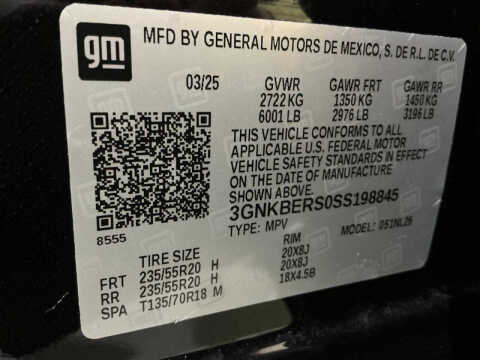 gm
MFD BY GENERAL MOTORS DE MEXICO, S. DE R.L. DE C.V.
03/25 GVWR GAWR FRT GAWR RR
2722 KG 1350 KG 1450 KG
6001 LB 2976 LB 3196 LB
THIS VEHICLE CONFORMS TO ALL
APPLICABLE U.S. FEDERAL MOTOR
VEHICLE SAFETY STANDARDS IN EFFECT
ON THE DATE OF MANUFACTURE
SHOWN ABOVE.
3GNKBERS0SS198845
8555 TYPE: MPV MODEL: 051NL26
TIRE SIZE RIM
FRT 235/55R20 H 20X8J
RR 235/55R20 H 20X8J
SPA T135/70R18 M 18X4.5B